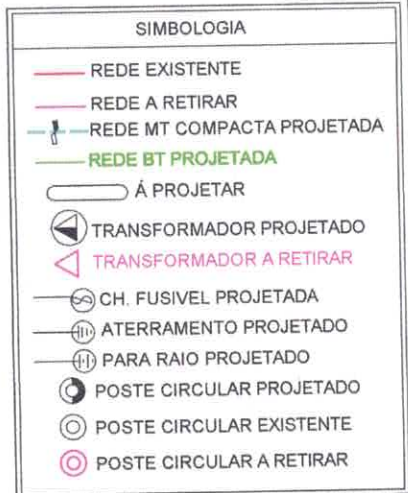 SIMBOLOGIA
REDE EXISTENTE
REDE A RETIRAR
REDE MT COMPACTA PROJETADA
REDE BT PROJETADA
Á PROJETAR
TRANSFORMADOR PROJETADO
TRANSFORMADOR A RETIRAR
CH. FUSIVEL PROJETADA
ATERRAMENTO PROJETADO
PARA RAIO PROJETADO
POSTE CIRCULAR PROJETADO
POSTE CIRCULAR EXISTENTE
POSTE CIRCULAR A RETIRAR